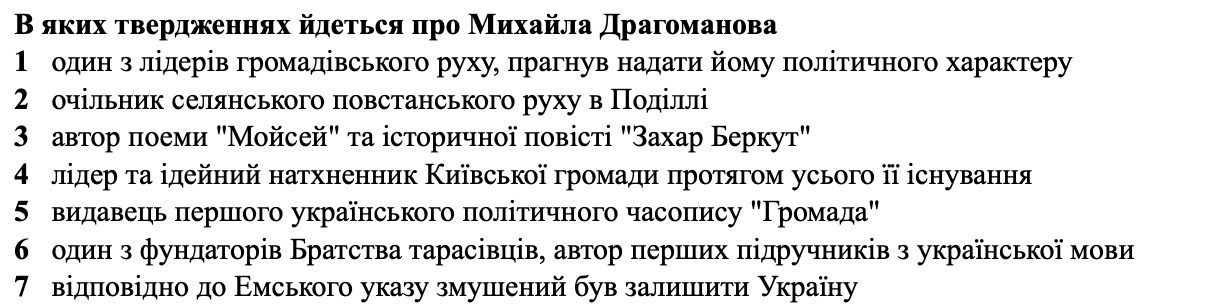 В яких твердженнях йдеться про Михайла Драгоманова
1 один з лідерів громадівського руху, прагнув надати йому політичного характеру
2 очільник селянського повстанського руху в Поділлі
3 автор поеми "Мойсей" та історичної повісті "Захар Беркут"
4 лідер та ідейний натхненник Київської громади протягом усього її існування
5 видавець першого українського політичного часопису "Громада"
6 один з фундаторів Братства тарасівців, автор перших підручників з української мови
7 відповідно до Емського указу змушений був залишити Україну